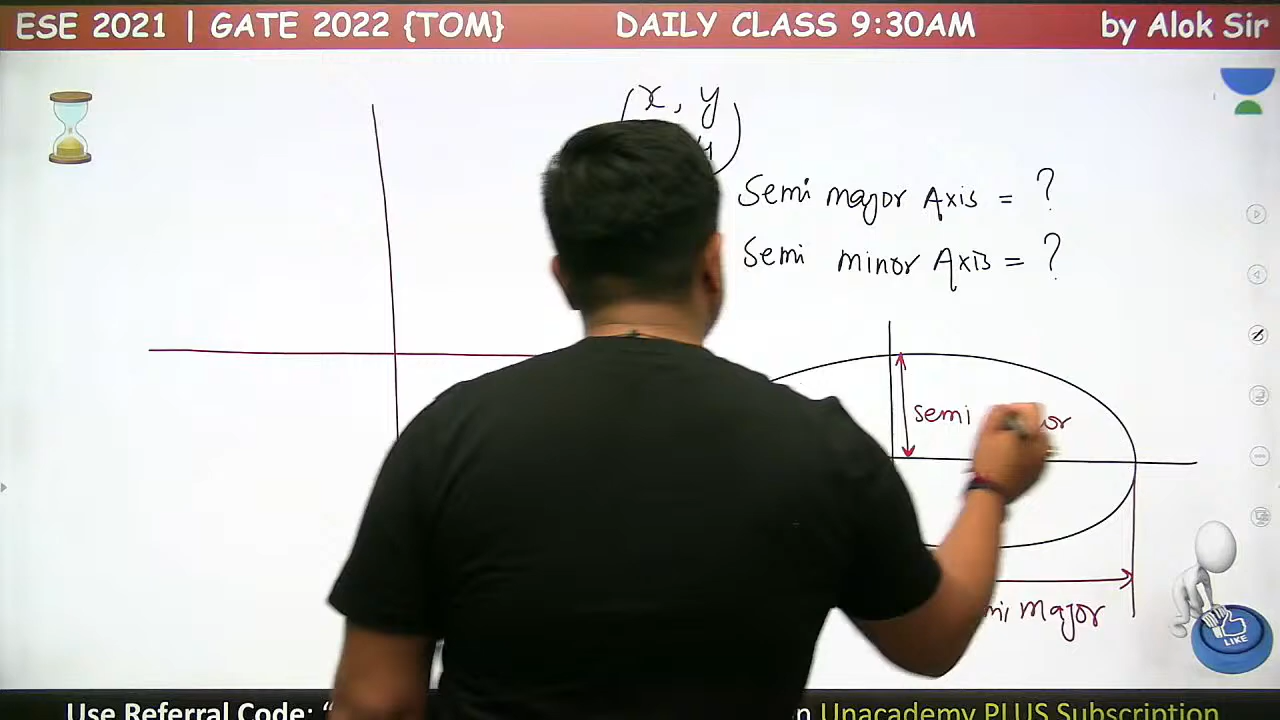 ESE 2021 | GATE 2022 {TOM} DAILY CLASS 9:30AM by Alok Sir
(x, y
y)
Semi major Axis = ?
Semi minor Axis = ?
semi
major
LIKE
Use Referral Code: “
Unacademy PLUS Subscription